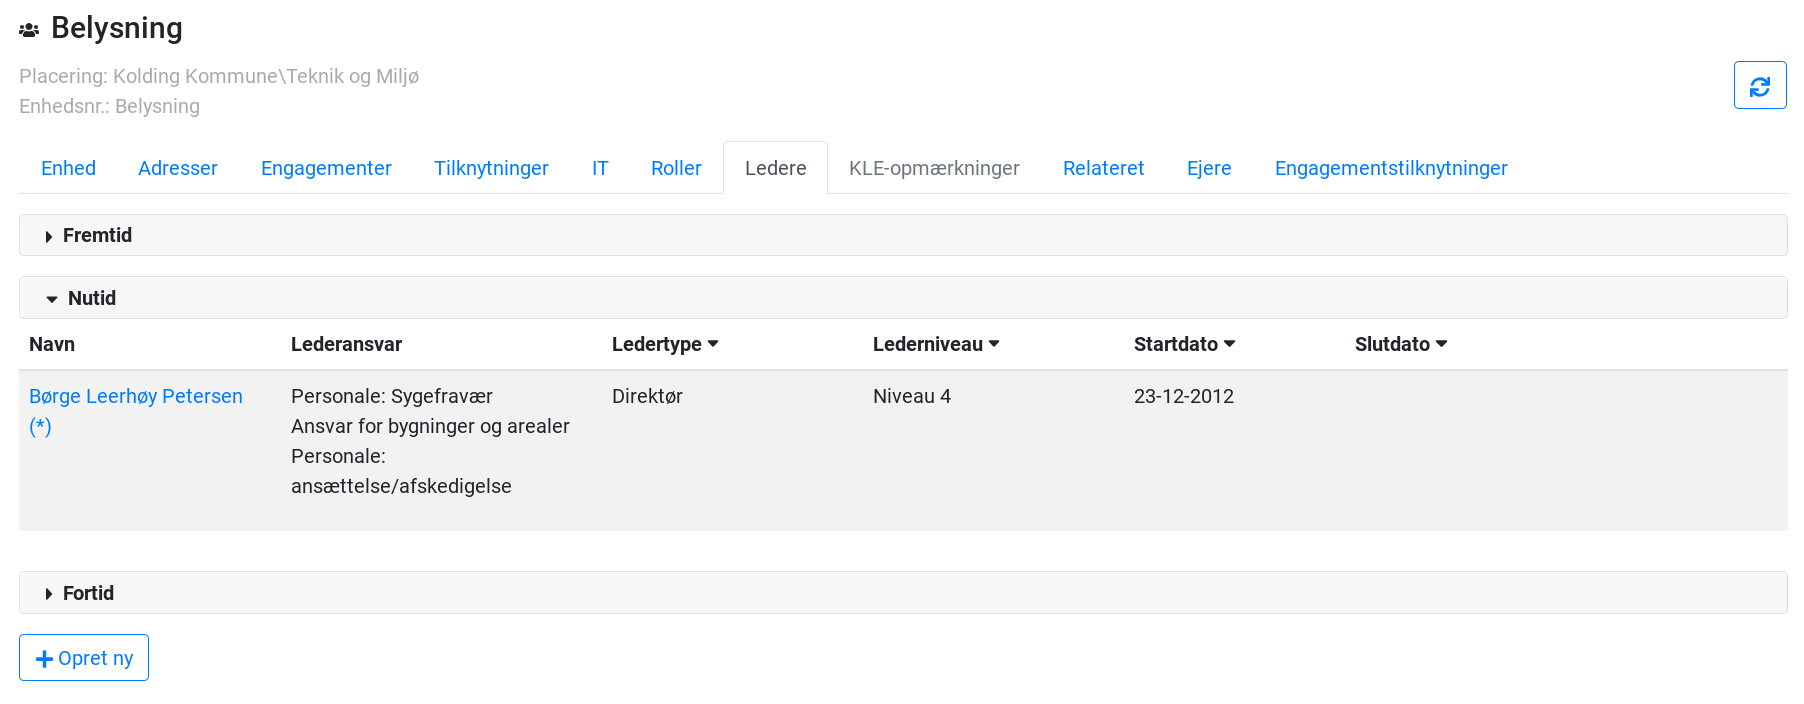 Belysning
Placering: Kolding Kommune\Teknik og Miljø
Enhedsnr.: Belysning
Enhed Adresser Engagementer Tilknytninger IT Roller Ledere KLE-opmærkninger Relateret Ejere Engagementstilknytninger
Fremtid
Nutid
Navn Lederansvar Ledertype Lederniveau Startdato Slutdato
Børge Leerhøy Petersen Personale: Sygefravær Direktør Niveau 4 23-12-2012
(*) Ansvar for bygninger og arealer
Personale:
ansættelse/afskedigelse
Fortid
Opret ny